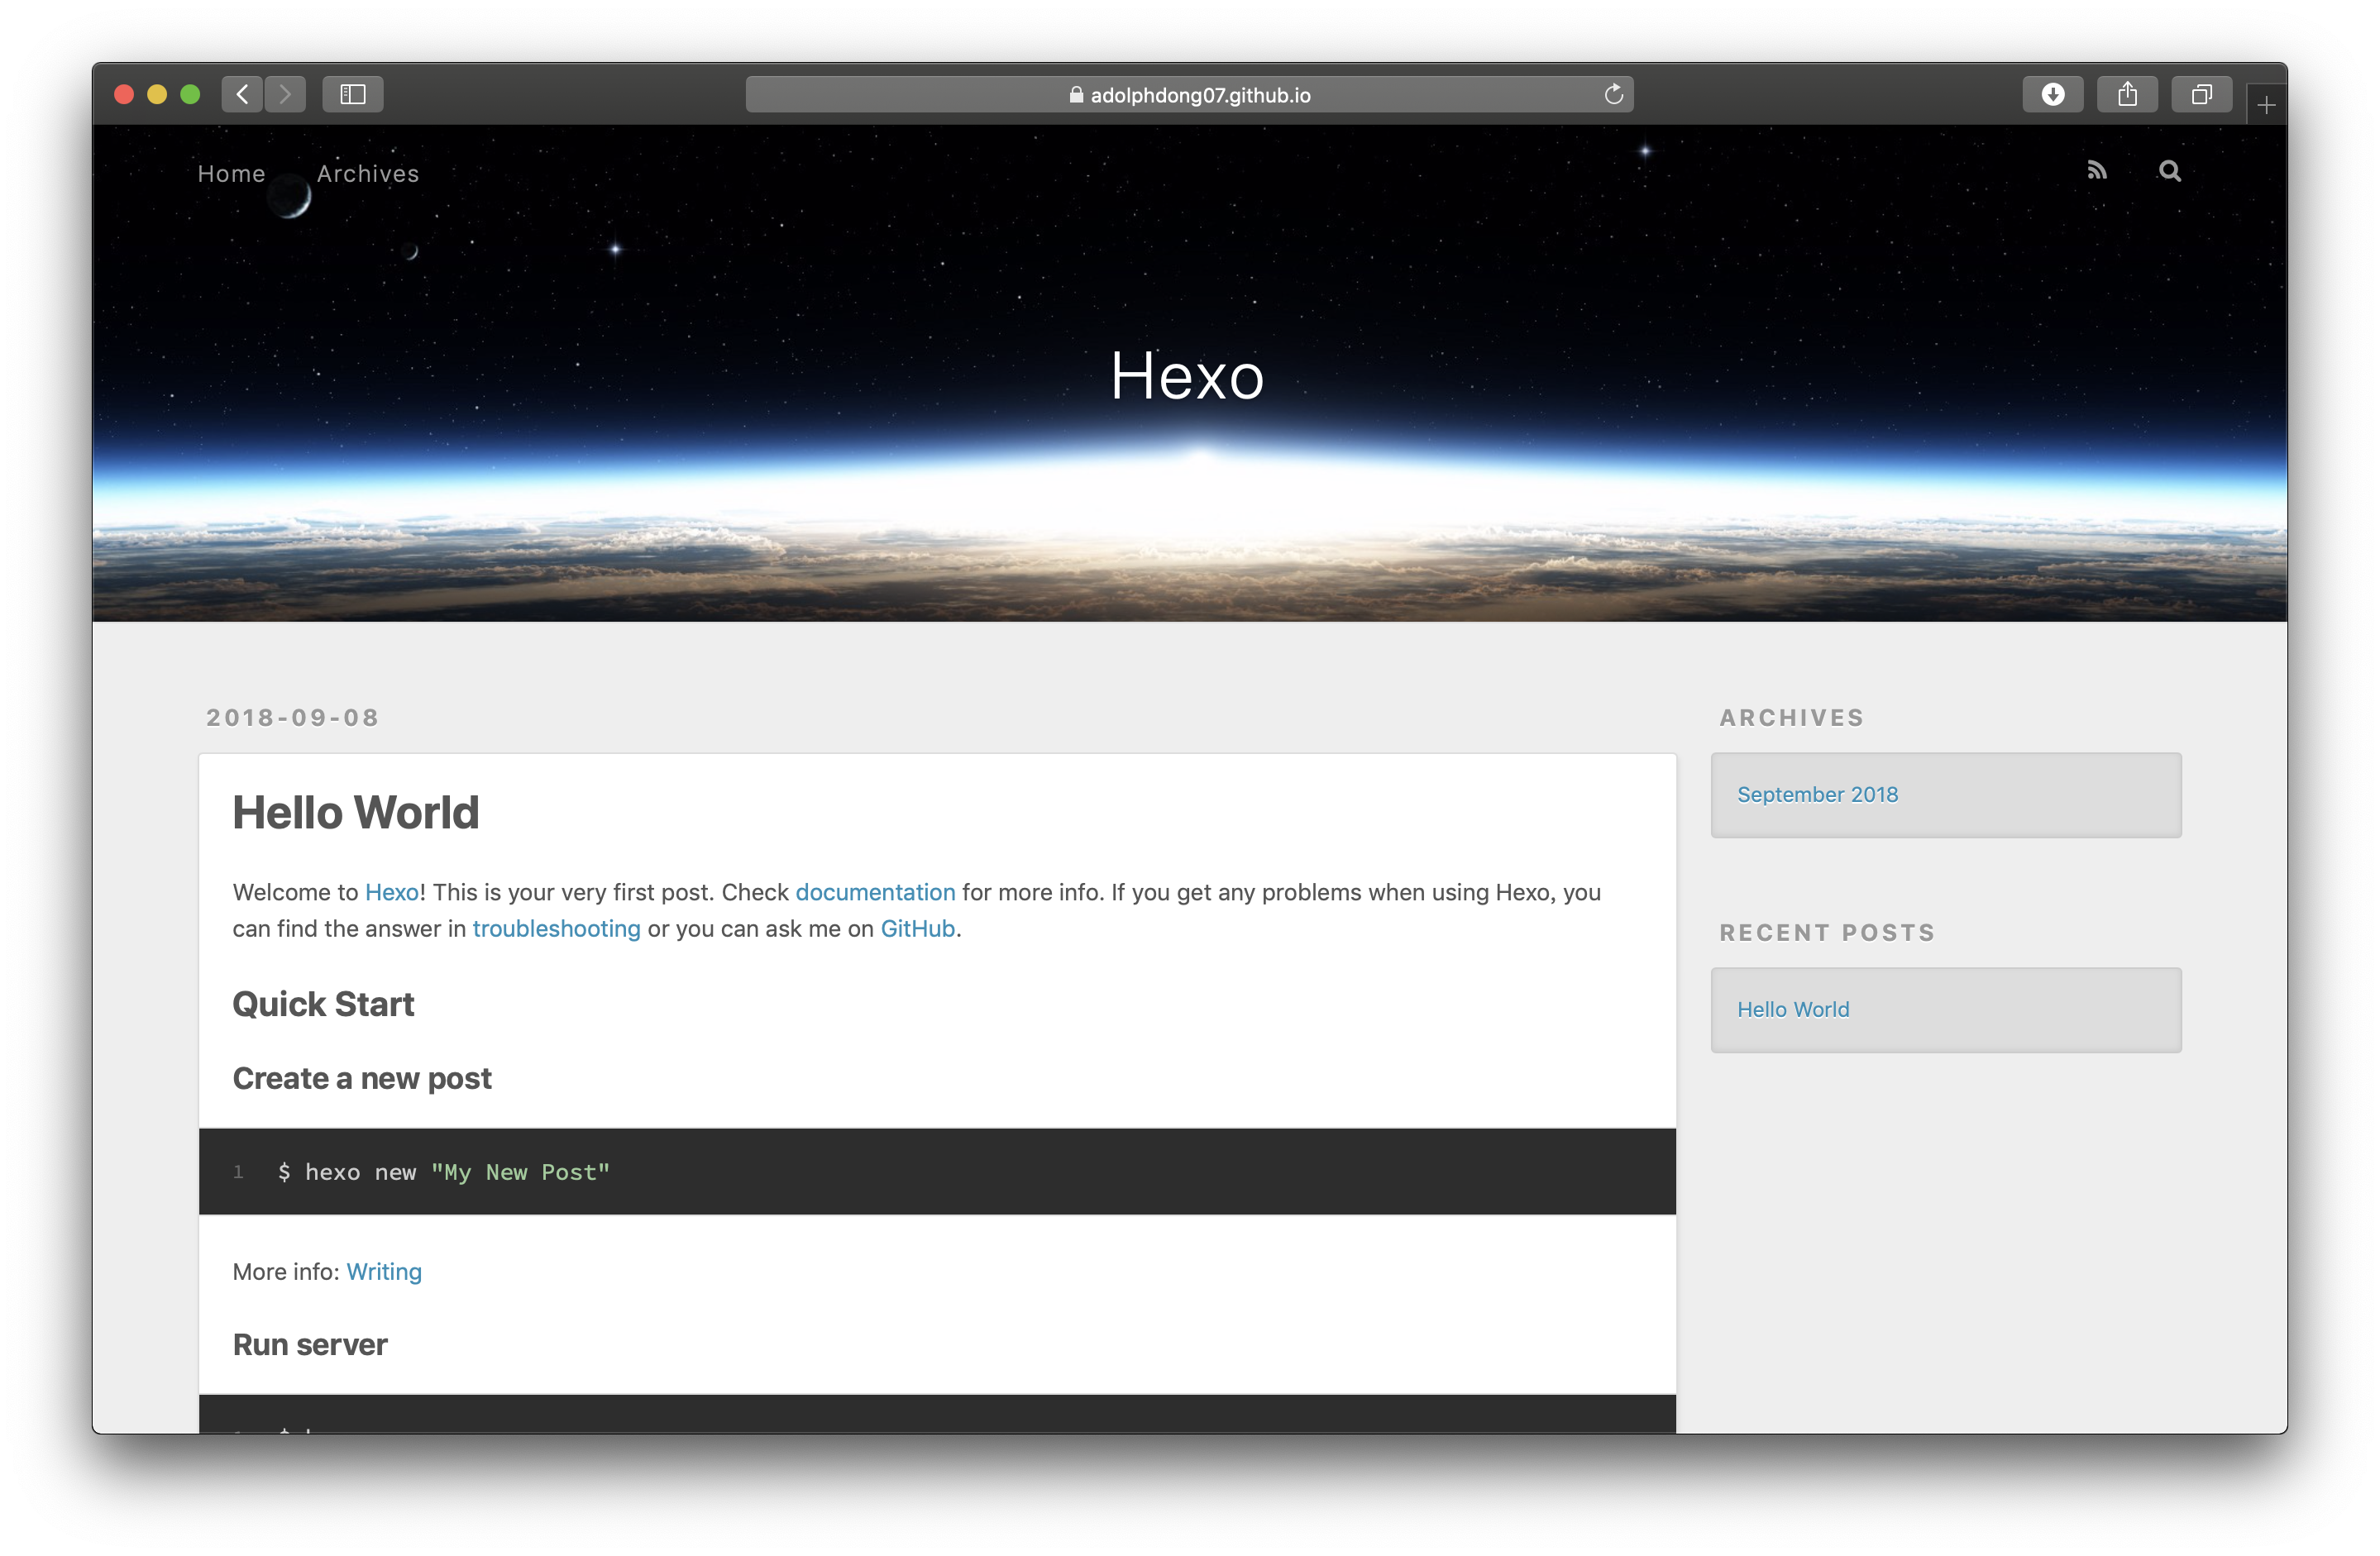 adolphdong07.github.io
Home Archives
Hexo
2018-09-08
Hello World
Welcome to Hexo! This is your very first post. Check documentation for more info. If you get any problems when using Hexo, you
can find the answer in troubleshooting or you can ask me on GitHub.
Quick Start
Create a new post
1 $ hexo new "My New Post"
More info: Writing
Run server
ARCHIVES
September 2018
RECENT POSTS
Hello World